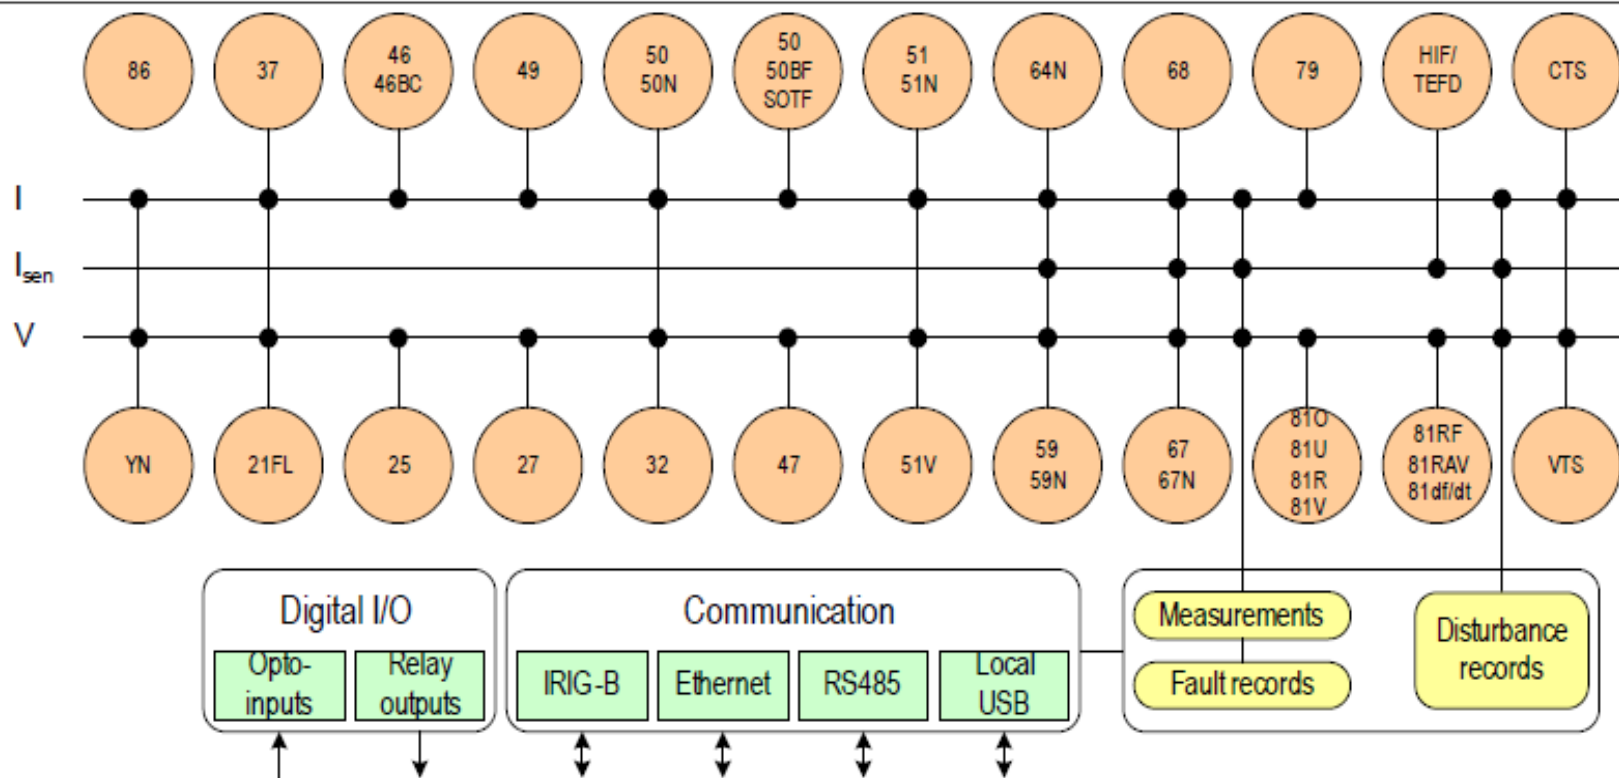 86
37
46
46BC
49
50
50N
50
50BF
SOTF
51
51N
64N
68
79
HIF/
TEFD
CTS
I
Isen
V
YN
21FL
25
27
32
47
51V
59
59N
67
67N
81O
81U
81R
81V
81RF
81RAV
81df/dt
VTS
Digital I/O
Opto-
inputs
Relay
outputs
Communication
IRIG-B
Ethernet
RS485
Local
USB
Measurements
Fault records
Disturbance
records